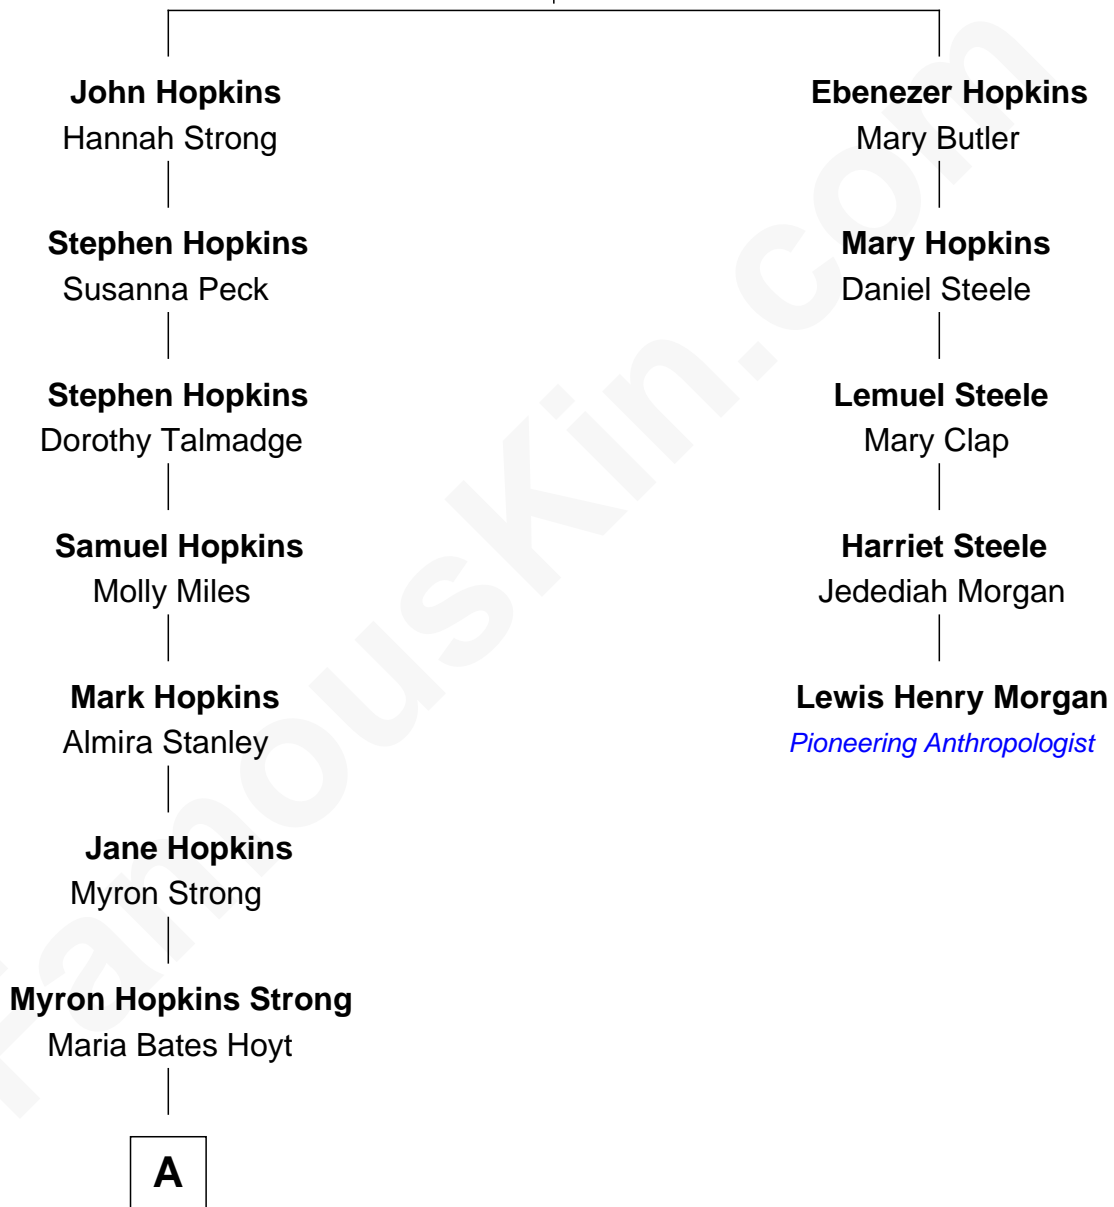 John Hopkins
Hannah Strong
Stephen Hopkins
Susanna Peck
Stephen Hopkins
Dorothy Talmadge
Samuel Hopkins
Molly Miles
Mark Hopkins
Almira Stanley
Jane Hopkins
Myron Strong
Myron Hopkins Strong
Maria Bates Hoyt
A
Ebenezer Hopkins
Mary Butler
Mary Hopkins
Daniel Steele
Lemuel Steele
Mary Clap
Harriet Steele
Jedediah Morgan
Lewis Henry Morgan
Pioneering Anthropologist
FamousKin.com